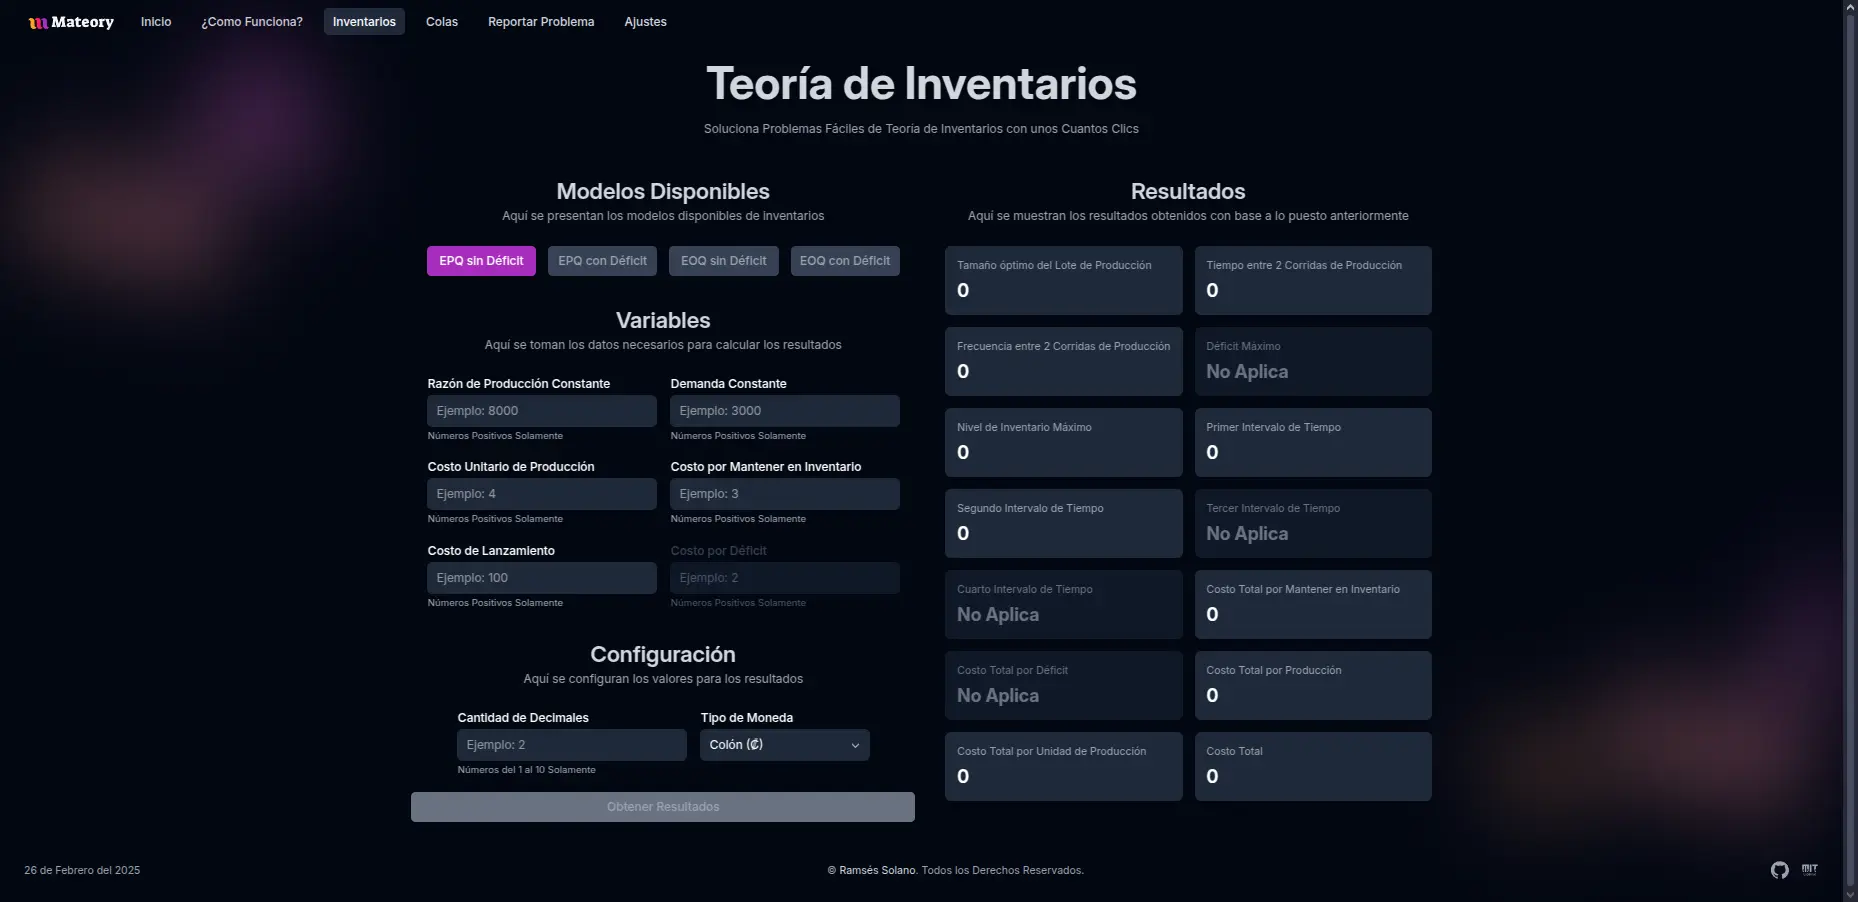 Mateory
Inicio
¿Como Funciona?
Inventarios
Colas
Reportar Problema
Ajustes
Teoría de Inventarios
Soluciona Problemas Fáciles de Teoría de Inventarios con unos Cuantos Clics
Modelos Disponibles
Aquí se presentan los modelos disponibles de inventarios
EPQ sin Déficit
EPQ con Déficit
EOQ sin Déficit
EOQ con Déficit
Variables
Aquí se toman los datos necesarios para calcular los resultados
Razón de Producción Constante
Ejemplo: 8000
Números Positivos Solamente
Demanda Constante
Ejemplo: 3000
Números Positivos Solamente
Costo Unitario de Producción
Ejemplo: 4
Números Positivos Solamente
Costo por Mantener en Inventario
Ejemplo: 3
Números Positivos Solamente
Costo de Lanzamiento
Ejemplo: 100
Números Positivos Solamente
Costo por Déficit
Ejemplo: 2
Números Positivos Solamente
Configuración
Aquí se configuran los valores para los resultados
Cantidad de Decimales
Ejemplo: 2
Números del 1 al 10 Solamente
Tipo de Moneda
Colón (₡)
Obtener Resultados
Resultados
Aquí se muestran los resultados obtenidos con base a lo puesto anteriormente
Tamaño óptimo del Lote de Producción
0
Tiempo entre 2 Corridas de Producción
0
Frecuencia entre 2 Corridas de Producción
0
Déficit Máximo
No Aplica
Nivel de Inventario Máximo
0
Primer Intervalo de Tiempo
0
Segundo Intervalo de Tiempo
0
Tercer Intervalo de Tiempo
No Aplica
Cuarto Intervalo de Tiempo
No Aplica
Costo Total por Mantener en Inventario
0
Costo Total por Déficit
No Aplica
Costo Total por Producción
0
Costo Total por Unidad de Producción
0
Costo Total
0
26 de Febrero del 2025
© Ramsés Solano. Todos los Derechos Reservados.
MIT